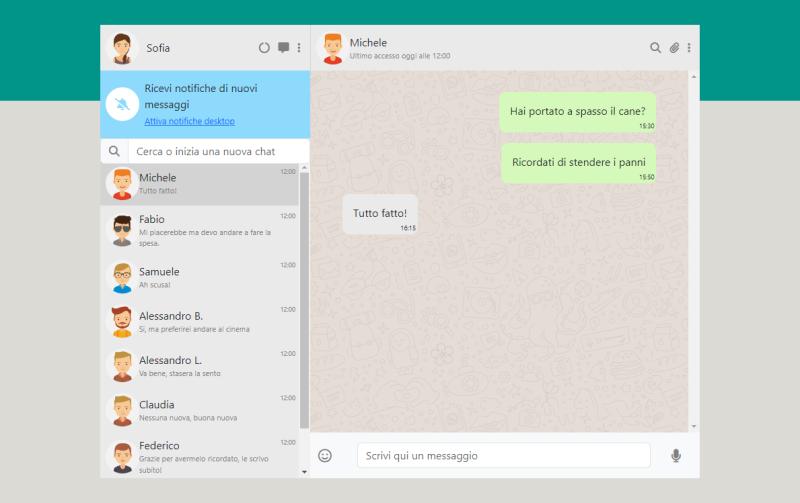 Sofia
Ricevi notifiche di nuovi
messaggi
Attiva notifiche desktop
Cerca o inizia una nuova chat
Michele
12:00
Tutto fatto!
Fabio
12:00
Mi piacerebbe ma devo andare a fare la
spesa.
Samuele
12:00
Ah scusa!
Alessandro B.
12:00
Si, ma preferirei andare al cinema
Alessandro L.
12:00
Va bene, stasera la sento
Claudia
12:00
Nessuna nuova, buona nuova
Federico
12:00
Grazie per avermelo ricordato, le scrivo
subito!
Michele
Ultimo accesso oggi alle 12:00
Hai portato a spasso il cane?
15:30
Ricordati di stendere i panni
15:50
Tutto fatto!
16:15
Scrivi qui un messaggio